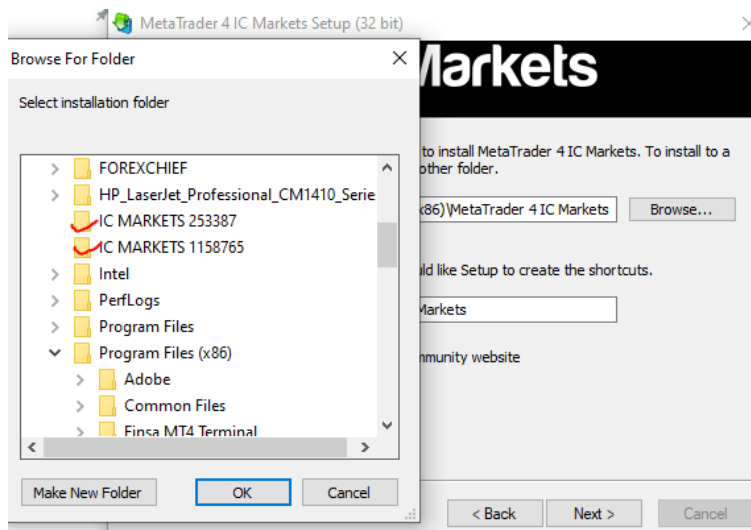 MetaTrader 4 IC Markets Setup (32 bit)
Browse For Folder
Select installation folder
FOREXCHIEF
HP_LaserJet_Professional_CM1410_Serie
IC MARKETS 253387
IC MARKETS 1158765
Intel
PerfLogs
Program Files
Program Files (x86)
Adobe
Common Files
Finsa MT4 Terminal
Make New Folder
OK
Cancel
Markets
to install MetaTrader 4 IC Markets. To install to a
other folder.
x86)\MetaTrader 4 IC Markets
Browse...
uld like Setup to create the shortcuts.
Markets
mmunity website
< Back
Next >
Cancel